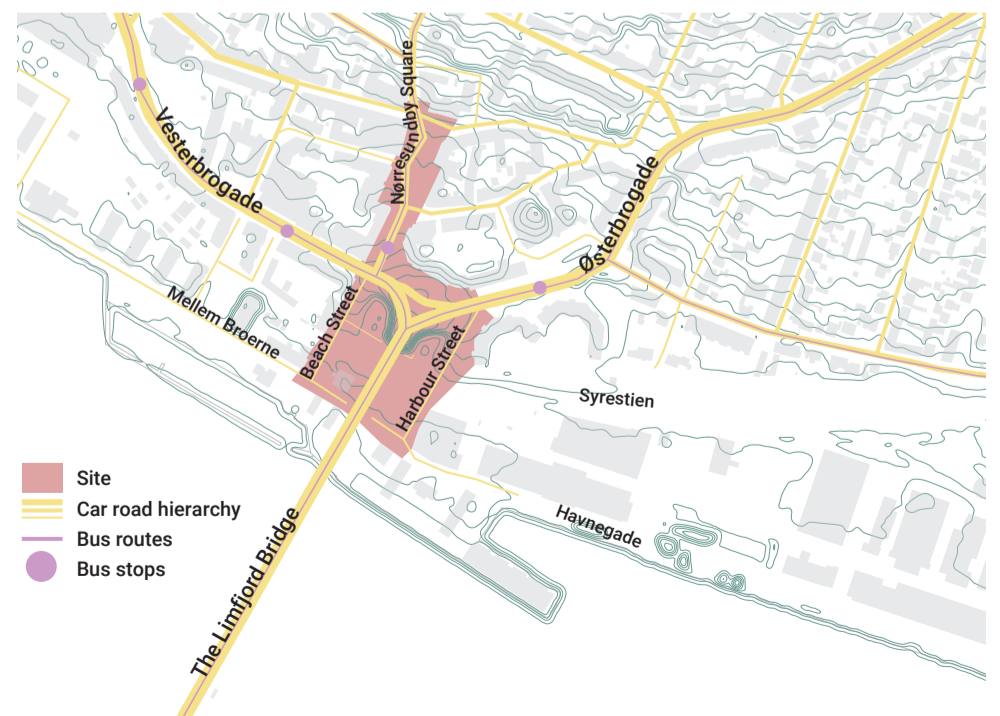 Nørresundby Square
Vesterbrogade
Østerbrogade
Mellem Broerne
Beach Street
Harbour Street
Syrestien
Havnegade
The Limfjord Bridge
Site
Car road hierarchy
Bus routes
Bus stops